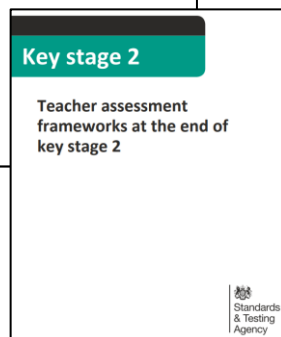 Key stage 2
Teacher assessment
frameworks at the end of
key stage 2
Standards
& Testing
Agency